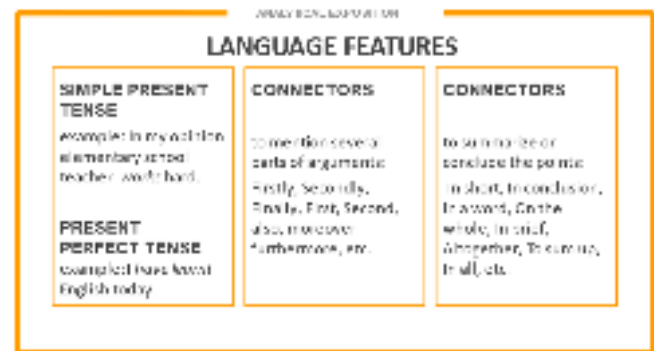 ANALYTICAL EXPOSITION
LANGUAGE FEATURES
SIMPLE PRESENT
TENSE
example: in my opinion
elementary school
teacher works hard.
PRESENT
PERFECT TENSE
example: I have learnt
English today
CONNECTORS
to mention several
parts of arguments:
Firstly, Secondly,
Finally, First, Second,
also, moreover
furthermore, etc.
CONNECTORS
to summarize or
conclude the points:
In short, In conclusion,
In a word, On the
whole, In brief,
Altogether, To sum up,
In all, etc